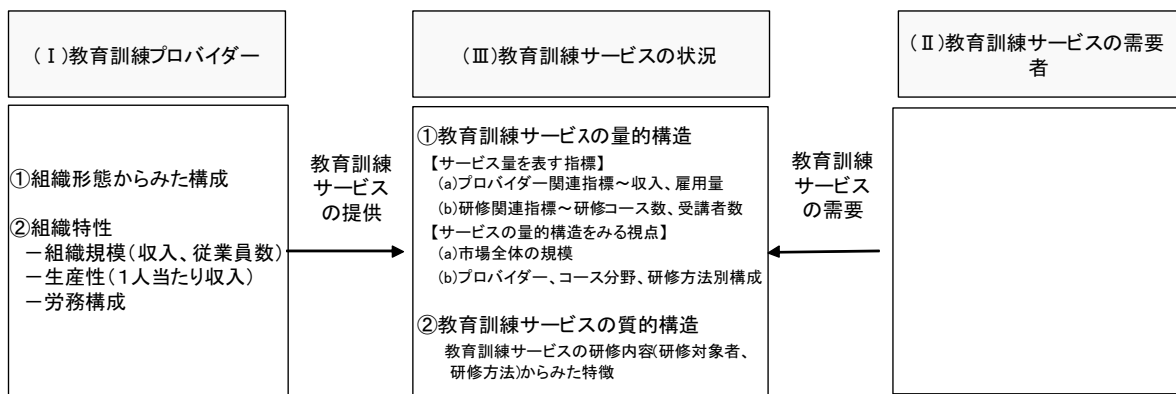 (Ⅰ)教育訓練プロバイダー
①組織形態からみた構成
②組織特性
－組織規模(収入、従業員数)
－生産性(１人当たり収入)
－労務構成
教育訓練
サービス
の提供
(Ⅲ)教育訓練サービスの状況
①教育訓練サービスの量的構造
【サービス量を表す指標】
(a)プロバイダー関連指標～収入、雇用量
(b)研修関連指標～研修コース数、受講者数
【サービスの量的構造をみる視点】
(a)市場全体の規模
(b)プロバイダー、コース分野、研修方法別構成
②教育訓練サービスの質的構造
教育訓練サービスの研修内容(研修対象者、
研修方法)からみた特徴
教育訓練
サービス
の需要
(Ⅱ)教育訓練サービスの需要
者